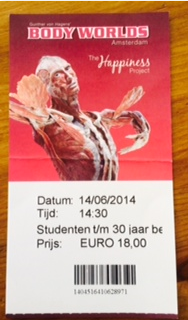 Gunther von Hagens'
BODY WORLDS
Amsterdam
The Happiness
Project
Datum: 14/06/2014
Tijd: 14:30
Studenten t/m 30 jaar be
Prijs: EURO 18,00
1404516410628971